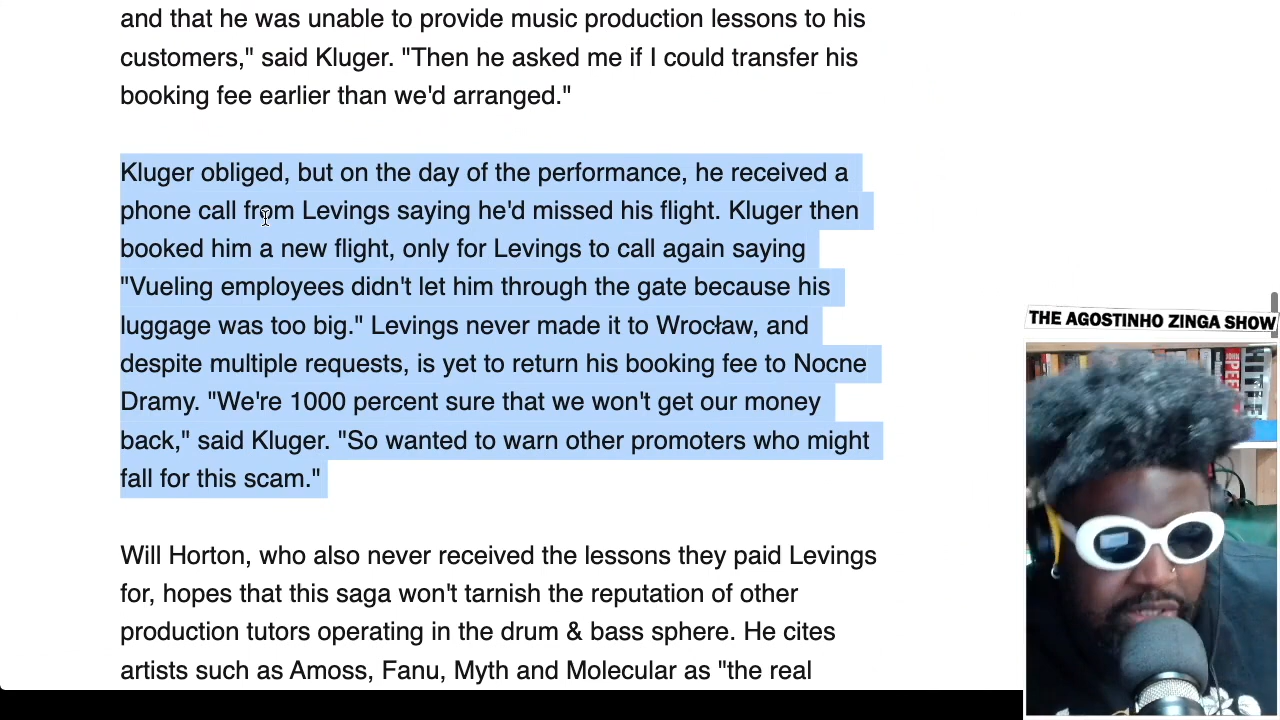 and that he was unable to provide music production lessons to his
customers," said Kluger. "Then he asked me if I could transfer his
booking fee earlier than we'd arranged."
Kluger obliged, but on the day of the performance, he received a
phone call from Levings saying he'd missed his flight. Kluger then
booked him a new flight, only for Levings to call again saying
"Vueling employees didn't let him through the gate because his
luggage was too big." Levings never made it to Wrocław, and
despite multiple requests, is yet to return his booking fee to Nocne
Dramy. "We're 1000 percent sure that we won't get our money
back," said Kluger. "So wanted to warn other promoters who might
fall for this scam."
Will Horton, who also never received the lessons they paid Levings
for, hopes that this saga won't tarnish the reputation of other
production tutors operating in the drum & bass sphere. He cites
artists such as Amoss, Fanu, Myth and Molecular as "the real
THE AGOSTINHO ZINGA SHOW